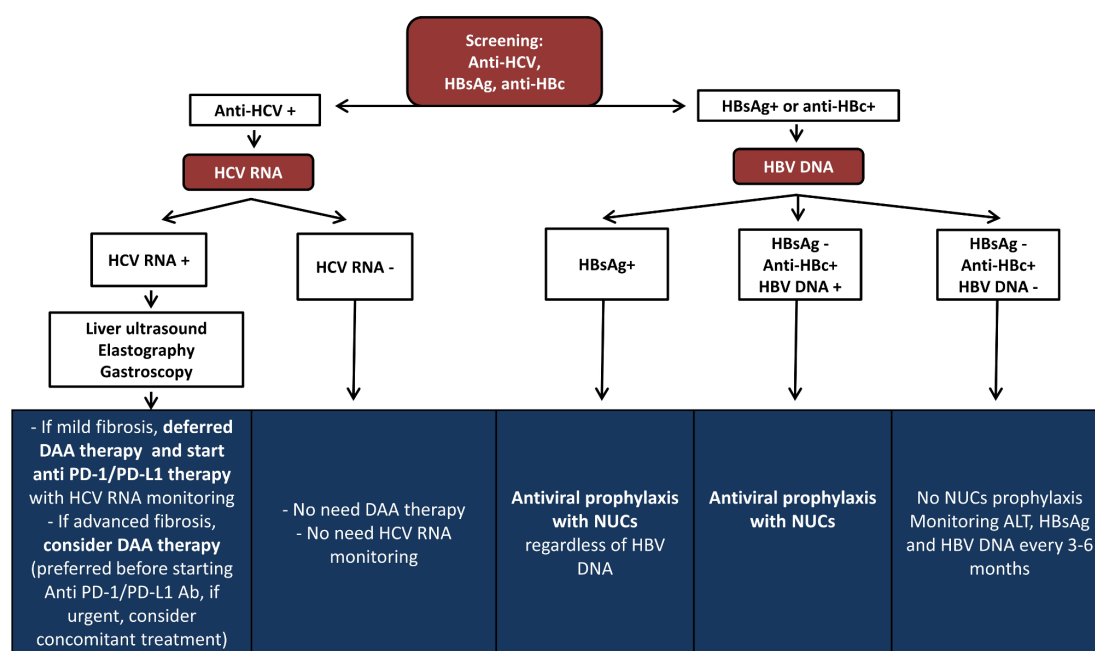 Screening:
Anti-HCV,
HBsAg, anti-HBc
Anti-HCV +
HBsAg+ or anti-HBc+
HCV RNA
HBV DNA
HCV RNA +
HCV RNA -
HBsAg+
HBsAg -
Anti-HBc+
HBV DNA +
HBsAg -
Anti-HBc+
HBV DNA -
Liver ultrasound
Elastography
Gastroscopy
- If mild fibrosis, deferred
DAA therapy and start
anti PD-1/PD-L1 therapy
with HCV RNA monitoring
- If advanced fibrosis,
consider DAA therapy
(preferred before starting
Anti PD-1/PD-L1 Ab, if
urgent, consider
concomitant treatment)
- No need DAA therapy
- No need HCV RNA
monitoring
Antiviral prophylaxis
with NUCs
regardless of HBV
DNA
Antiviral prophylaxis
with NUCs
No NUCs prophylaxis
Monitoring ALT, HBsAg
and HBV DNA every 3-6
months